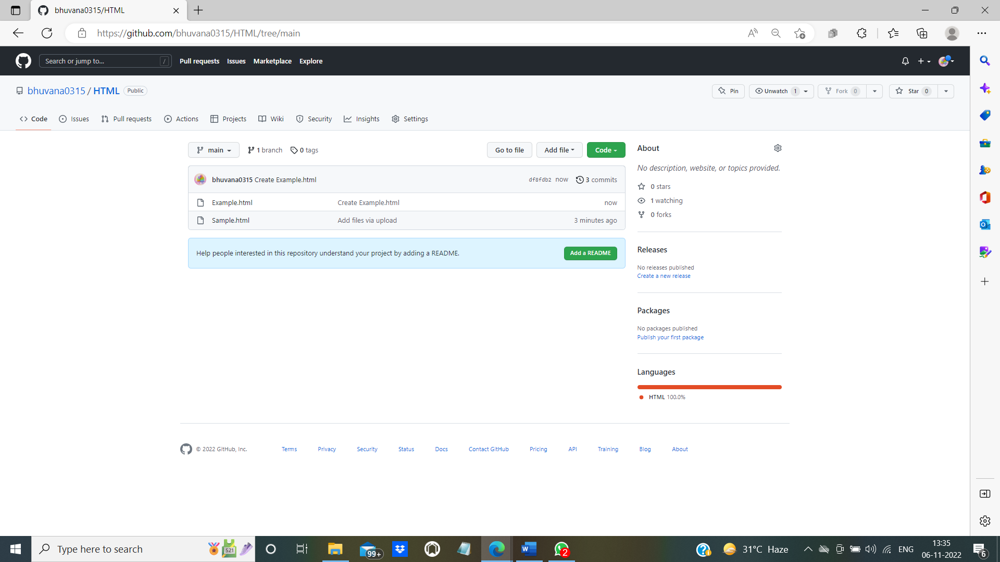 bhuvana0315/HTML
https://github.com/bhuvana0315/HTML/tree/main
Search or jump to... /
Pull requests Issues Marketplace Explore
bhuvana0315 / HTML Public
Pin Unwatch 1 Fork 0 Star 0
Code Issues Pull requests Actions Projects Wiki Security Insights Settings
main 1 branch 0 tags Go to file Add file Code
bhuvana0315 Create Example.html df8fdb2 now 3 commits
Example.html Create Example.html now
Sample.html Add files via upload 3 minutes ago
Help people interested in this repository understand your project by adding a README. Add a README
About
No description, website, or topics provided.
0 stars
1 watching
0 forks
Releases
No releases published
Create a new release
Packages
No packages published
Publish your first package
Languages
HTML 100.0%
© 2022 GitHub, Inc. Terms Privacy Security Status Docs Contact GitHub Pricing API Training Blog About
Type here to search 521 99+ W 2 31°C Haze ENG 13:35
06-11-2022 6